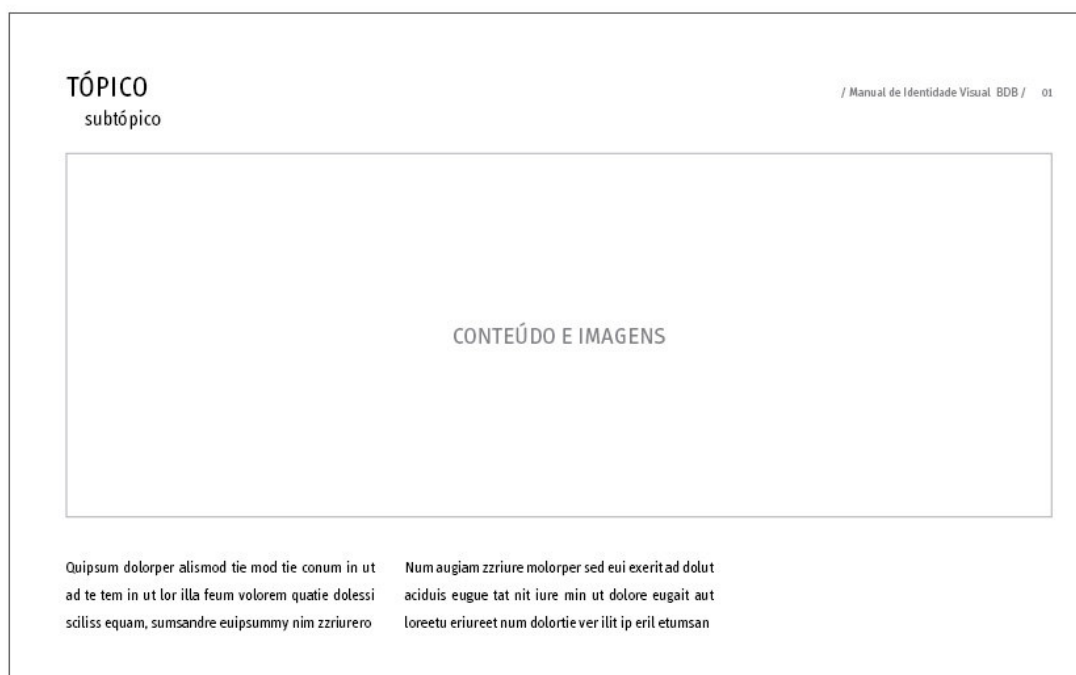 TÓPICO
/ Manual de Identidade Visual BDB / 01
subtópico
CONTEÚDO E IMAGENS
Quipsum dolorper alismod tie mod tie conum in ut
ad te tem in ut lor illa feum volorem quatie dolessi
sciliss equam, sumsandre euipsummy nim zzriurero
Num augiam zzriure molorper sed eui exerit ad dolut
aciduis eugue tat nit iure min ut dolore eugait aut
loreetu eriureet num dolortie ver ilit ip eril etumsan